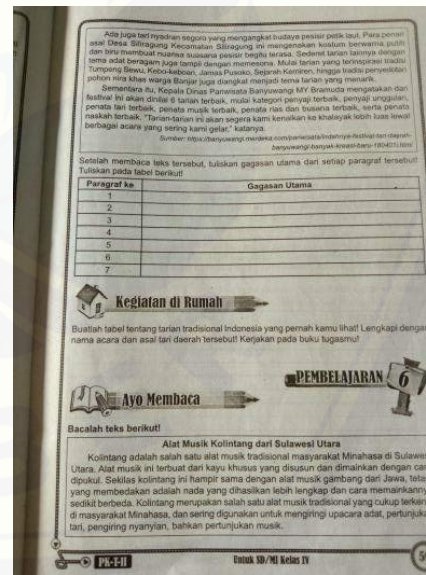 Ada juga tari nyadran segoro yang mengangkat budaya pesisir petik laut. Para penari
asal Desa Siliragung Kecamatan Siliragung ini mengenakan kostum berwarna putih
dan biru membuat nuansa suasana pesisir begitu terasa. Sederet tarian lainnya dengan
tema adat beragam juga tampil dengan memesona. Mulai tarian yang terinspirasi tradisi
Tumpeng Sewu, Kebo-keboan, Jamas Pusoko, Sejarah Kemiren, hingga tradisi penyedotan
pohon nira khas warga Banjar juga diangkat menjadi tema tarian yang menarik.
Sementara itu, Kepala Dinas Pariwisata Banyuwangi MY Bramuda mengatakan dari
festival ini akan dinilai 6 tarian terbaik, mulai kategori penyaji terbaik, penyaji unggulan,
penata tari terbaik, penata musik terbaik, penata rias dan busana terbaik, serta penata
naskah terbaik. "Tarian-tarian ini akan segera kami kenalkan ke khalayak lebih luas lewat
berbagai acara yang sering kami gelar," katanya.
Sumber: https://banyuwangi.merdeka.com/pariwisata/indahnya-festival-tari-daerah-
banyuwangi-banyak-kreasi-baru-
Setelah membaca teks tersebut, tuliskan gagasan utama dari setiap paragraf tersebut!
Tuliskan pada tabel berikut!
Paragraf ke Gagasan Utama
1
2
3
4
5
6
7
Kegiatan di Rumah
Buatlah tabel tentang tarian tradisional Indonesia yang pernah kamu lihat! Lengkapi dengan
nama acara dan asal tari daerah tersebut! Kerjakan pada buku tugasmu!
PEMBELAJARAN 6
Ayo Membaca
Bacalah teks berikut!
Alat Musik Kolintang dari Sulawesi Utara
Kolintang adalah salah satu alat musik tradisional masyarakat Minahasa di Sulawe
Utara. Alat musik ini terbuat dari kayu khusus yang disusun dan dimainkan dengan car
dipukul. Sekilas kolintang ini hampir sama dengan alat musik gambang dari Jawa, teta
yang membedakan adalah nada yang dihasilkan lebih lengkap dan cara memainkanny
sedikit berbeda. Kolintang merupakan salah satu alat musik tradisional yang cukup terken
di masyarakat Minahasa, dan sering digunakan untuk mengiringi upacara adat, pertunjuka
tari, pengiring nyanyian, bahkan pertunjukan musik.
PK-T-II
Untuk SD/MI Kelas IV